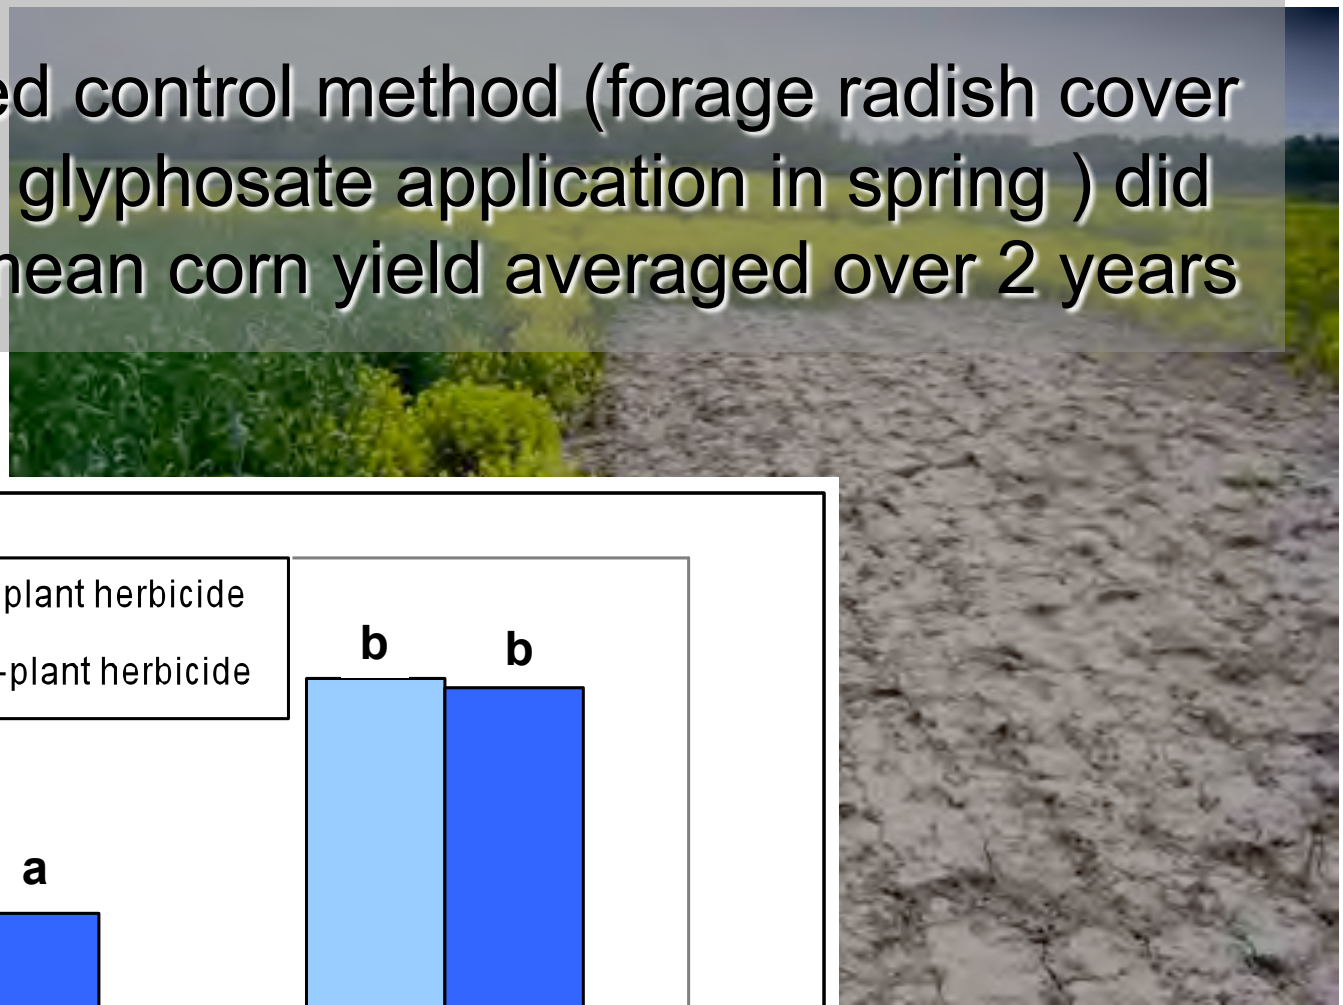 ed control method (forage radish cover
glyphosate application in spring ) did
mean corn yield averaged over 2 years
plant herbicide
-plant herbicide
b b
a